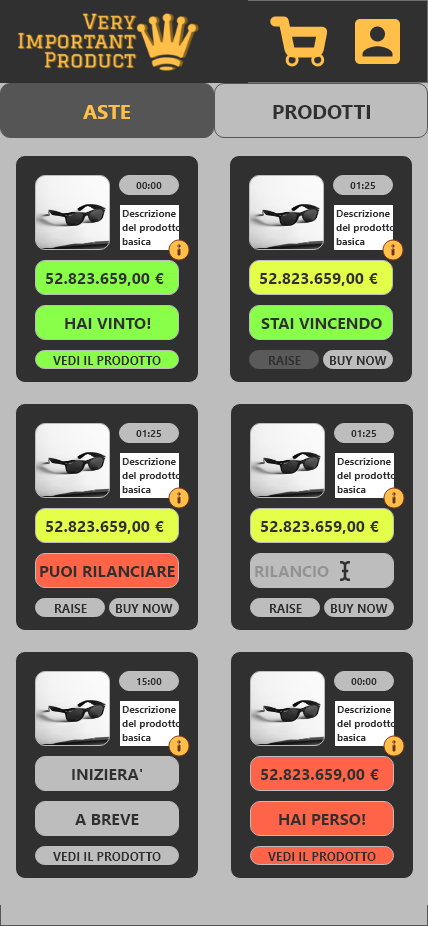 VERY
IMPORTANT
PRODUCT
ASTE
PRODOTTI
00:00
Descrizione
del prodotto
basica
i
52.823.659,00 €
HAI VINTO!
VEDI IL PRODOTTO
01:25
Descrizione
del prodotto
basica
i
52.823.659,00 €
STAI VINCENDO
RAISE
BUY NOW
01:25
Descrizione
del prodotto
basica
i
52.823.659,00 €
PUOI RILANCIARE
RAISE
BUY NOW
01:25
Descrizione
del prodotto
basica
i
52.823.659,00 €
RILANCIO
RAISE
BUY NOW
15:00
Descrizione
del prodotto
basica
i
INIZIERA'
A BREVE
VEDI IL PRODOTTO
00:00
Descrizione
del prodotto
basica
i
52.823.659,00 €
HAI PERSO!
VEDI IL PRODOTTO